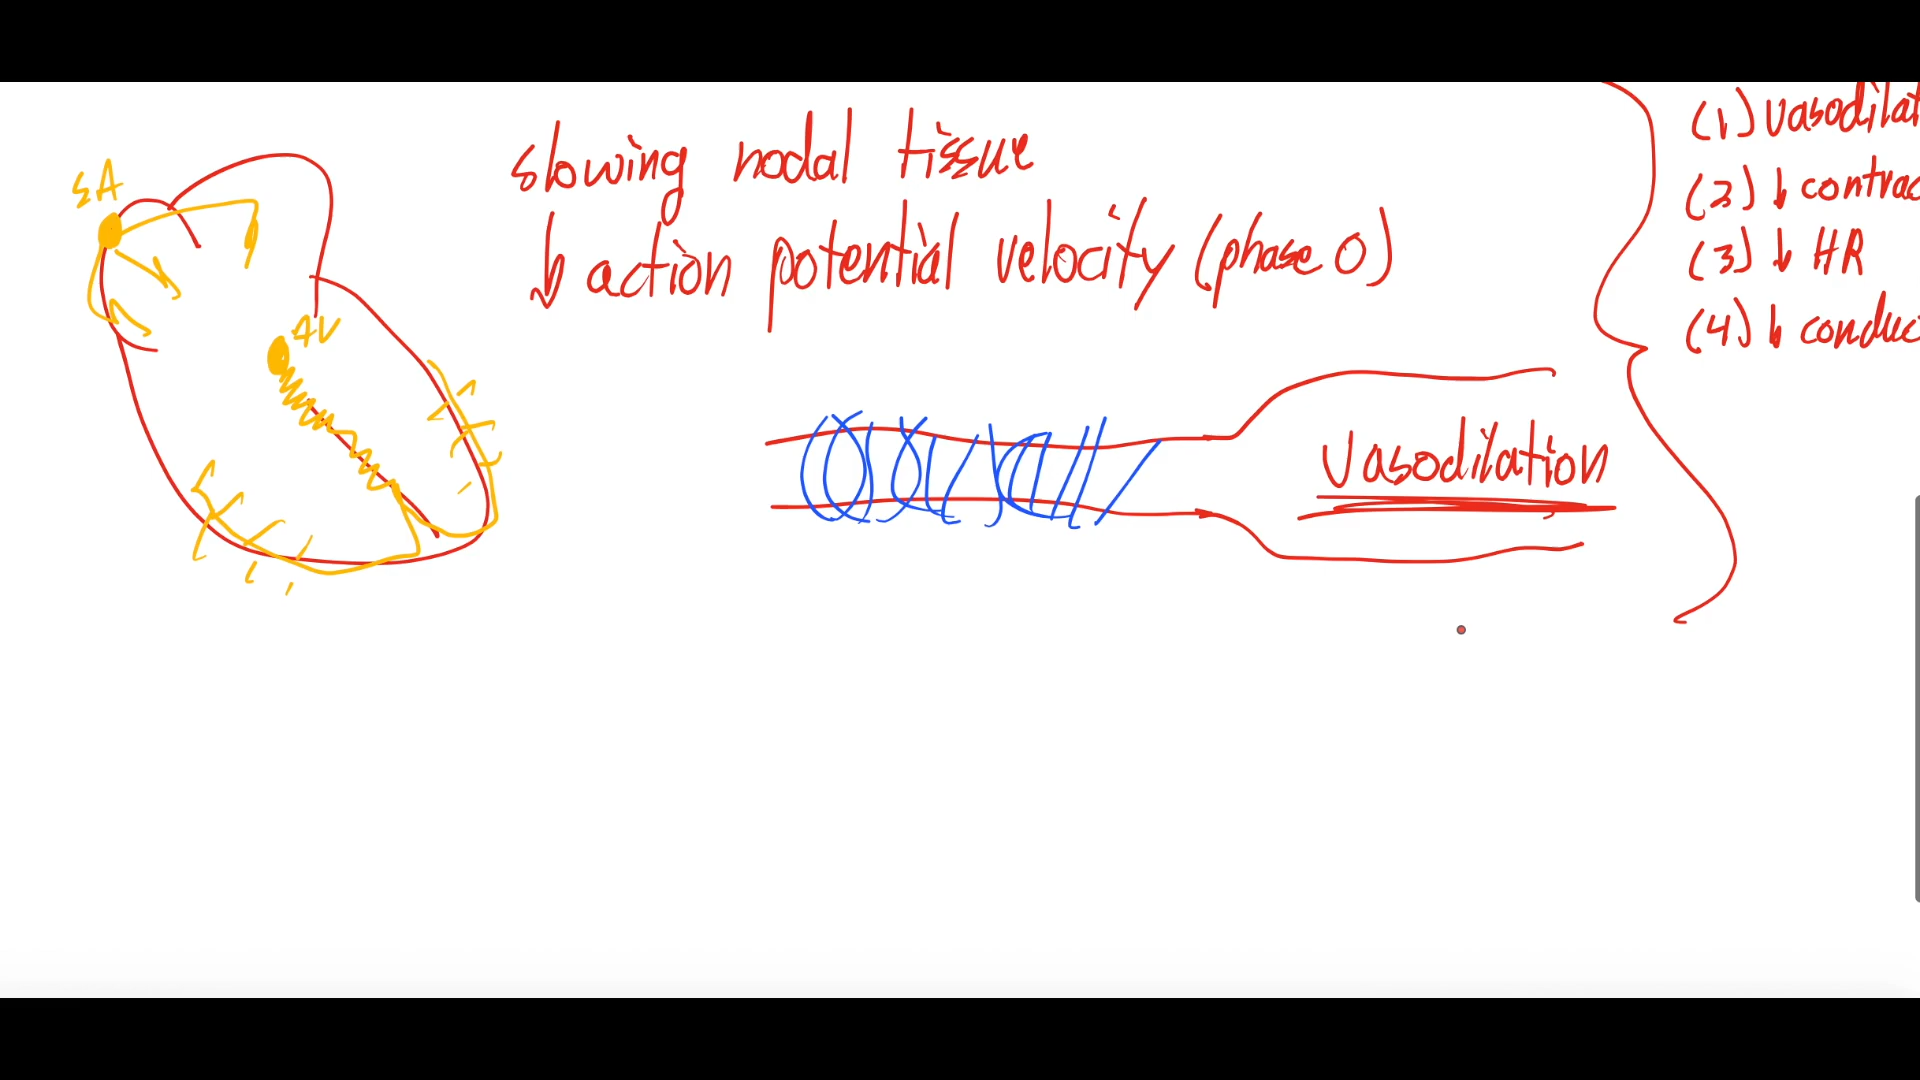 SA
AV
slowing nodal tissue
↓ action potential velocity (phase 0)
Vasodilation
(1) Vasodilat
(2) ↓ contrac
(3) ↓ HR
(4) ↓ conduc